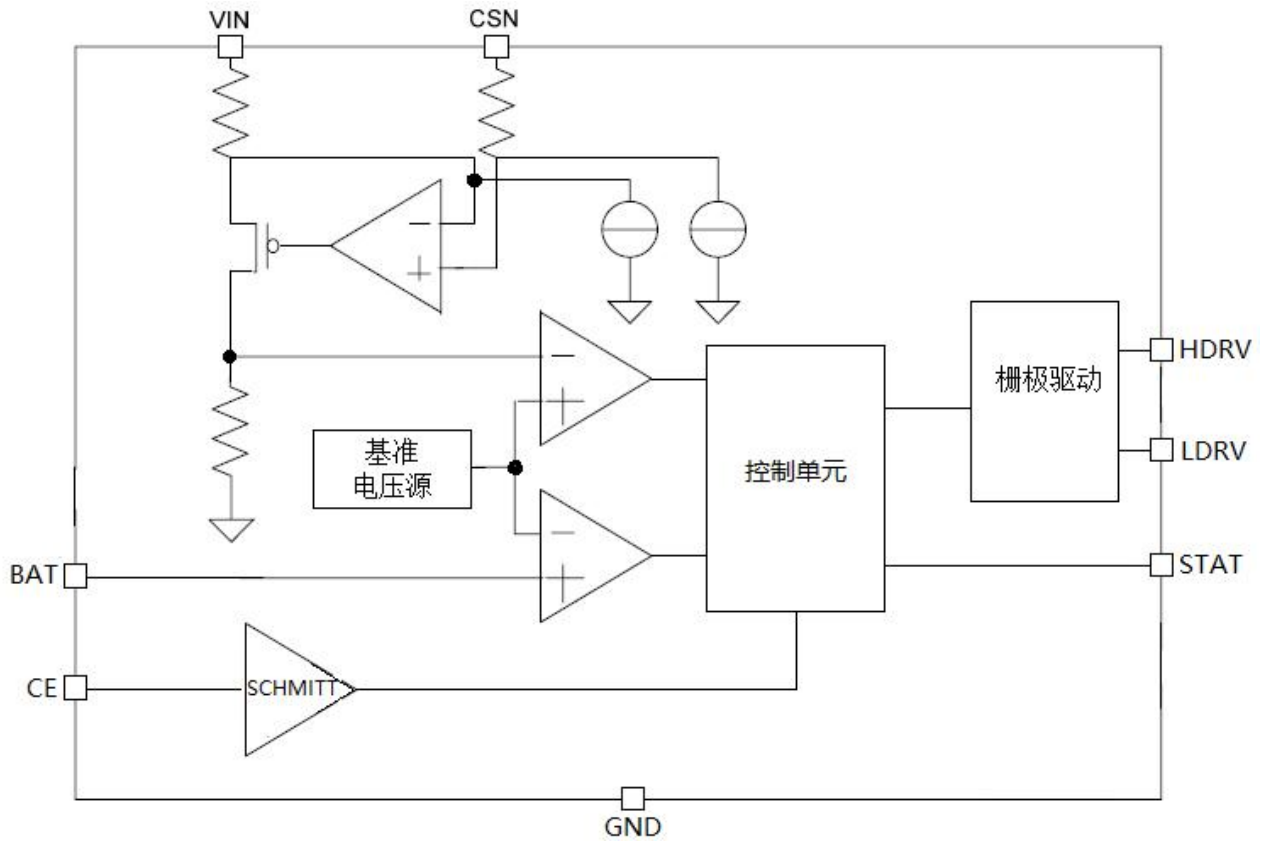 VIN
CSN
HDRV
栅极驱动
基准
电压源
控制单元
LDRV
STAT
BAT
CE
SCHMITT
GND